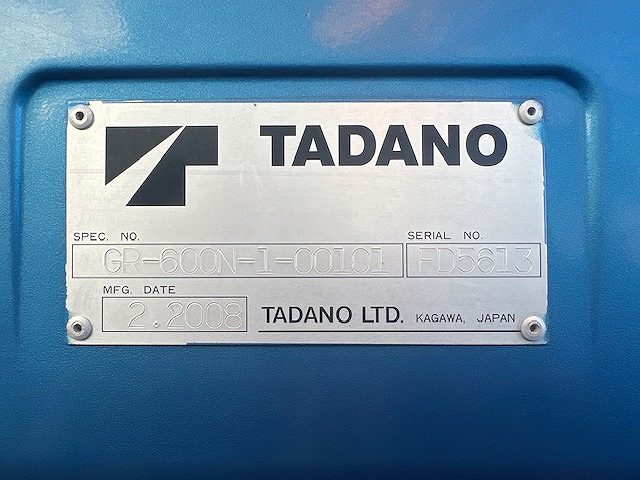 TADANO
SPEC. NO. SERIAL NO.
GR-600N-1-00101 FD5613
MFG. DATE
2.2008 TADANO LTD. KAGAWA, JAPAN